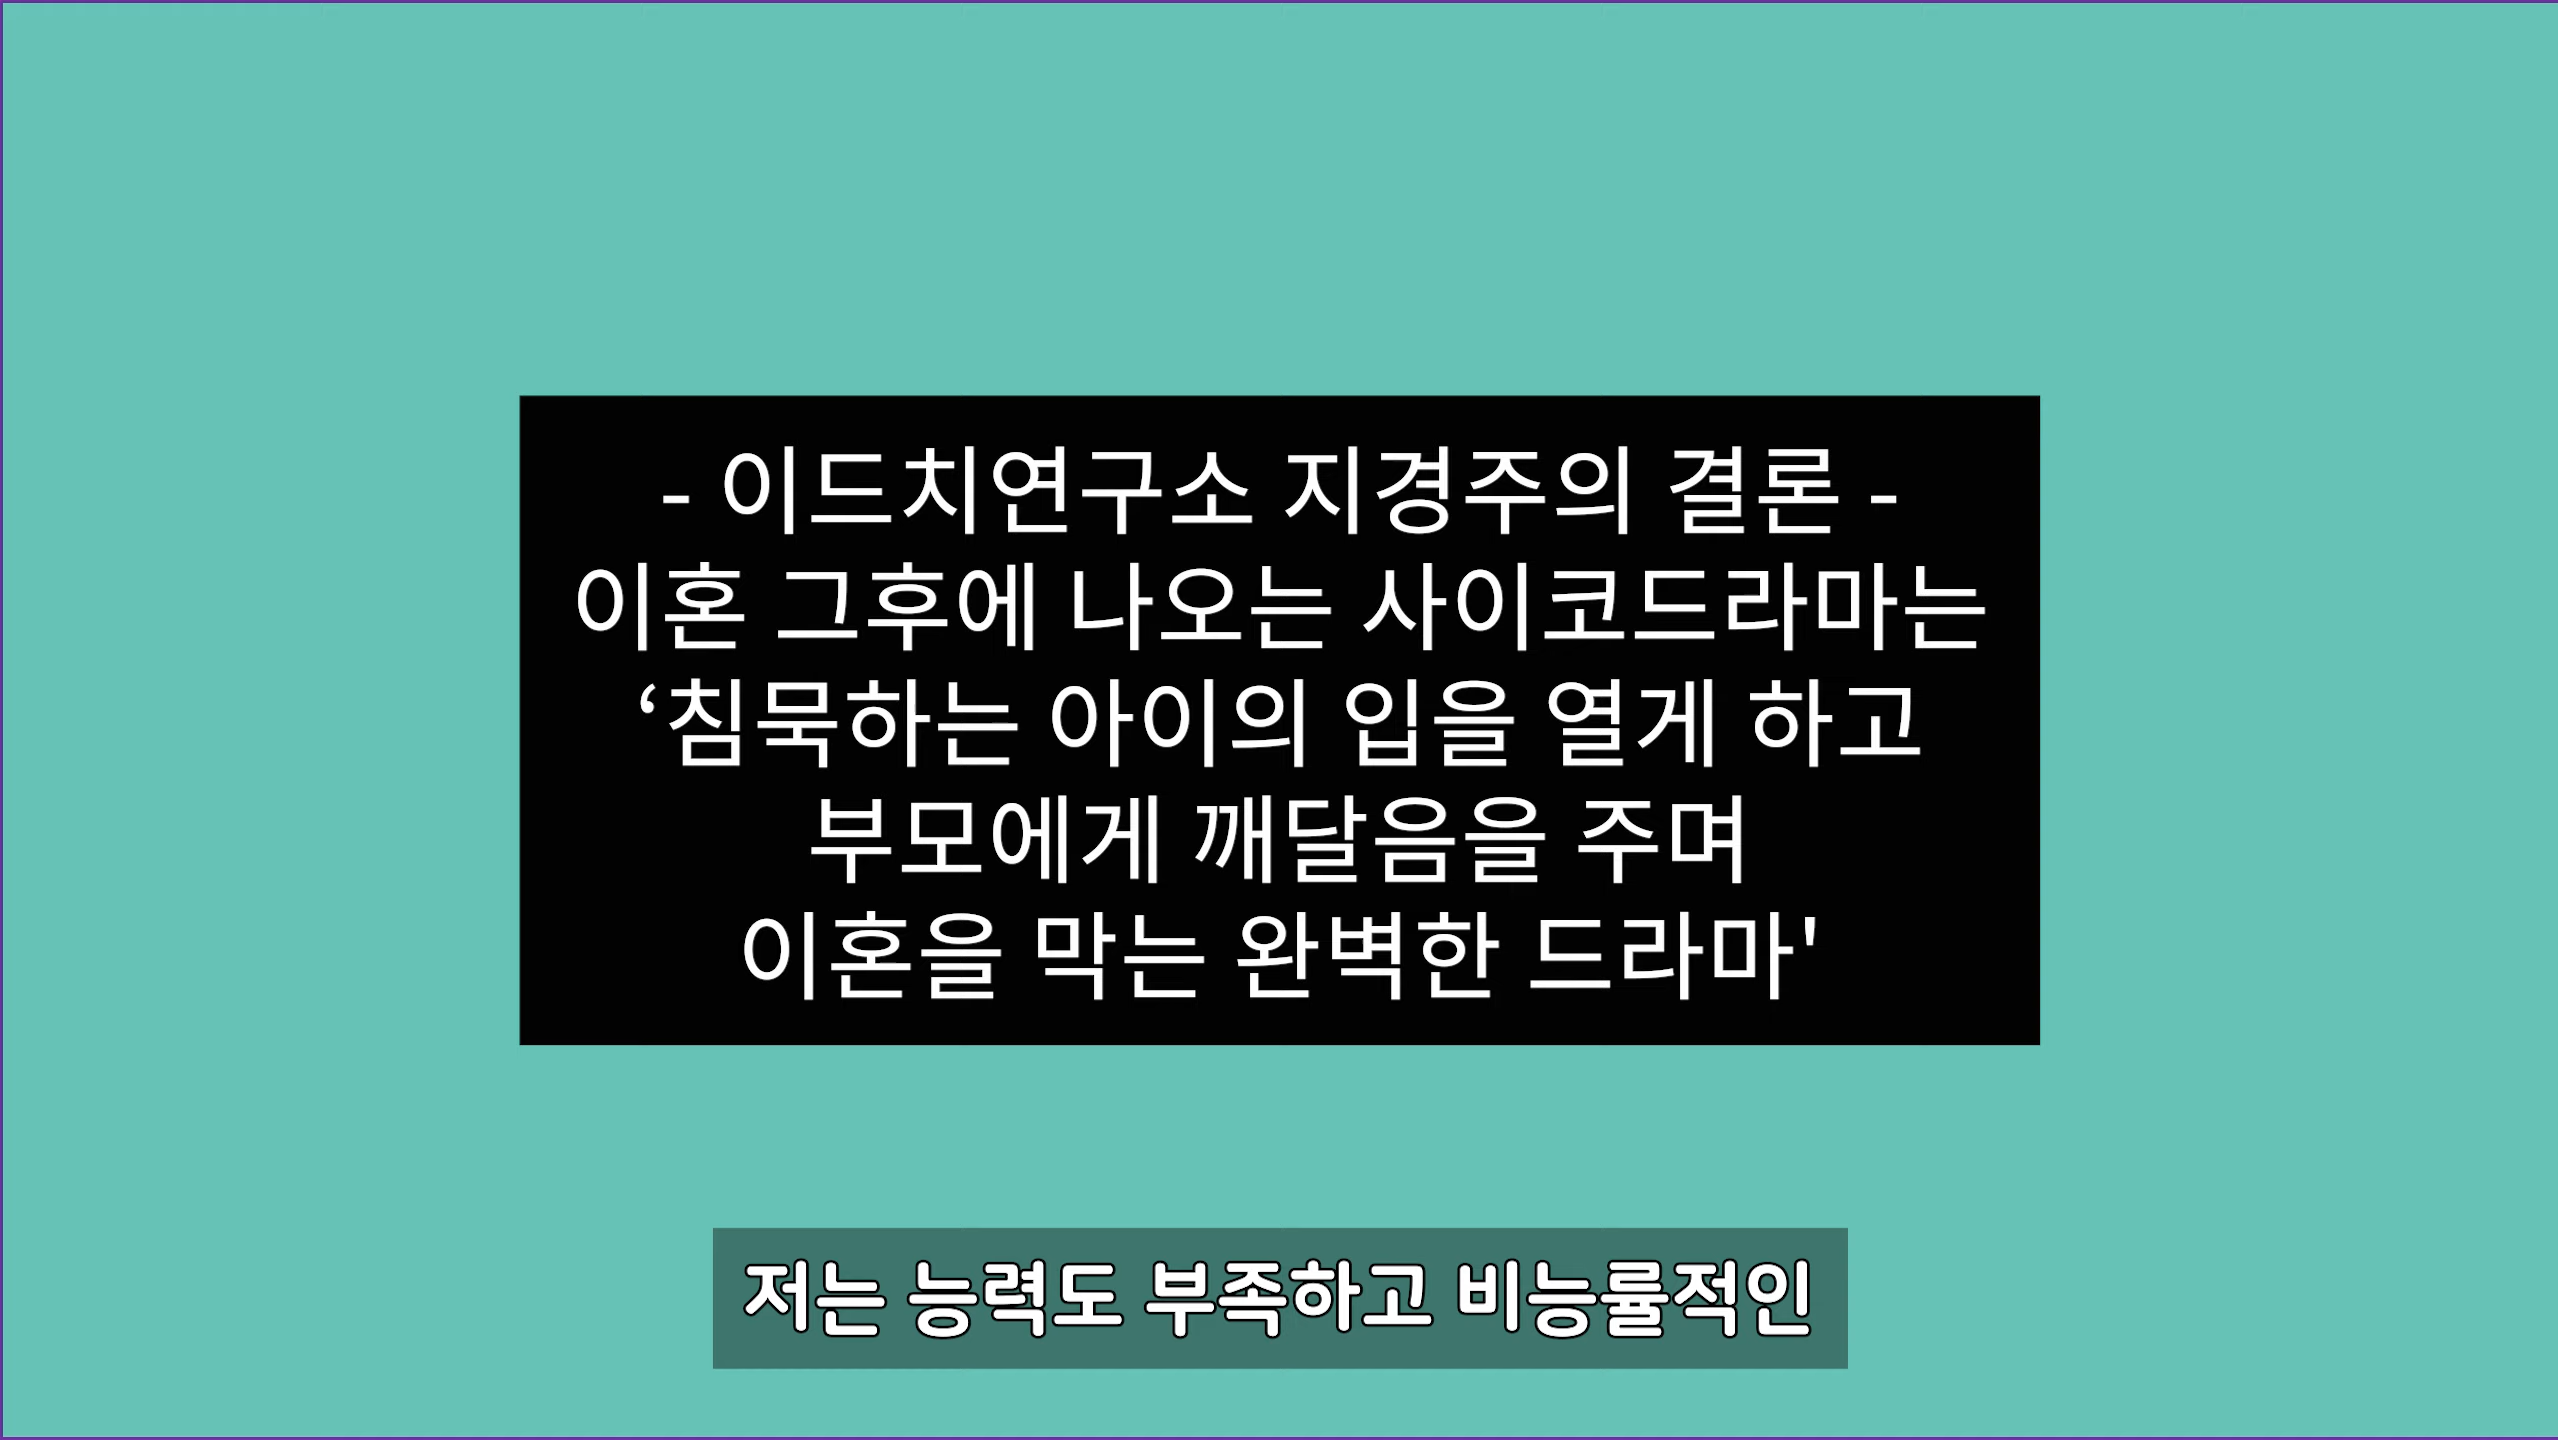 - 이드치연구소 지경주의 결론 -
이혼 그후에 나오는 사이코드라마는
‘침묵하는 아이의 입을 열게 하고
부모에게 깨달음을 주며
이혼을 막는 완벽한 드라마'
저는 능력도 부족하고 비능률적인